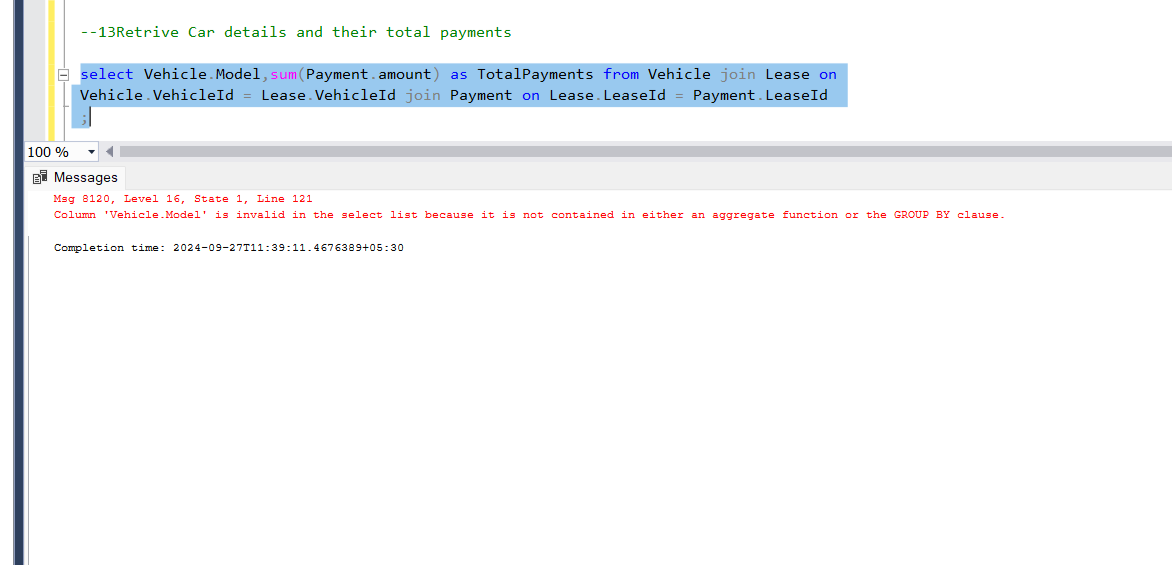 --13Retrive Car details and their total payments
select Vehicle.Model,sum(Payment.amount) as TotalPayments from Vehicle join Lease on
Vehicle.VehicleId = Lease.VehicleId join Payment on Lease.LeaseId = Payment.LeaseId
;
100 %
Messages
Msg 8120, Level 16, State 1, Line 121
Column 'Vehicle.Model' is invalid in the select list because it is not contained in either an aggregate function or the GROUP BY clause.
Completion time: 2024-09-27T11:39:11.4676389+05:30